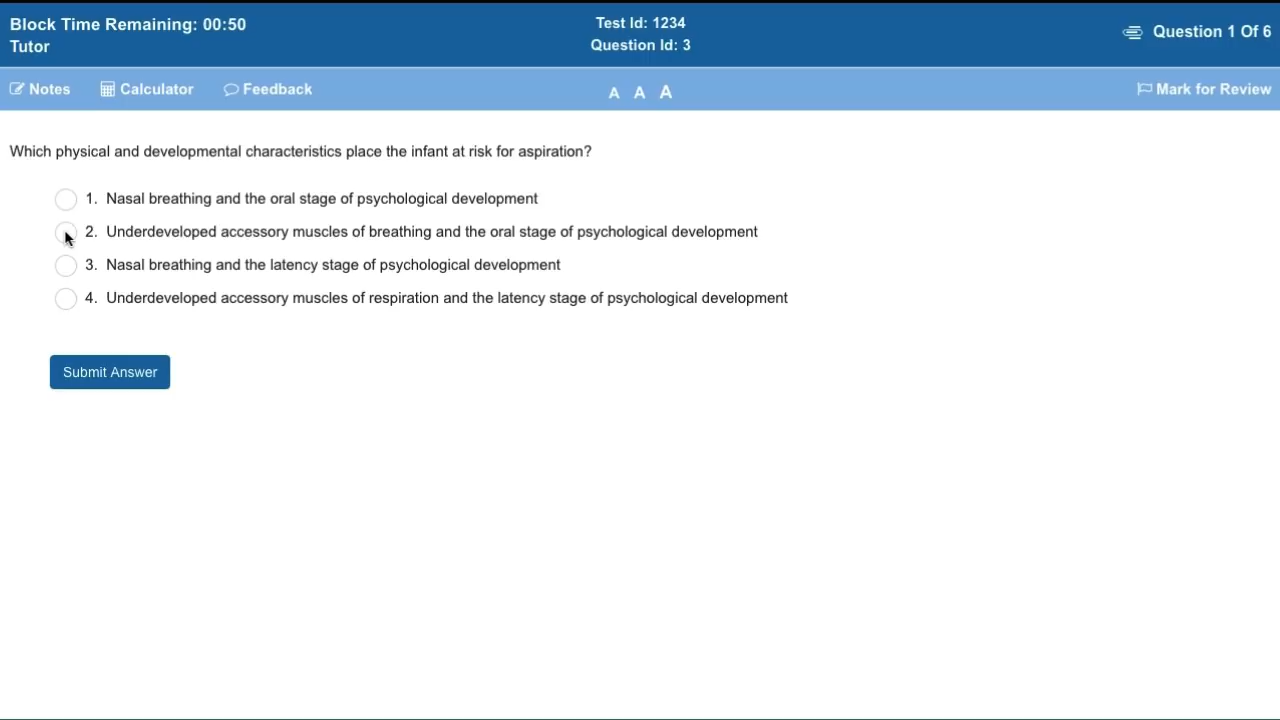 Block Time Remaining: 00:50
Tutor
Test Id: 1234
Question Id: 3
Question 1 Of 6
Notes
Calculator
Feedback
A A A
Mark for Review
Which physical and developmental characteristics place the infant at risk for aspiration?
1. Nasal breathing and the oral stage of psychological development
2. Underdeveloped accessory muscles of breathing and the oral stage of psychological development
3. Nasal breathing and the latency stage of psychological development
4. Underdeveloped accessory muscles of respiration and the latency stage of psychological development
Submit Answer